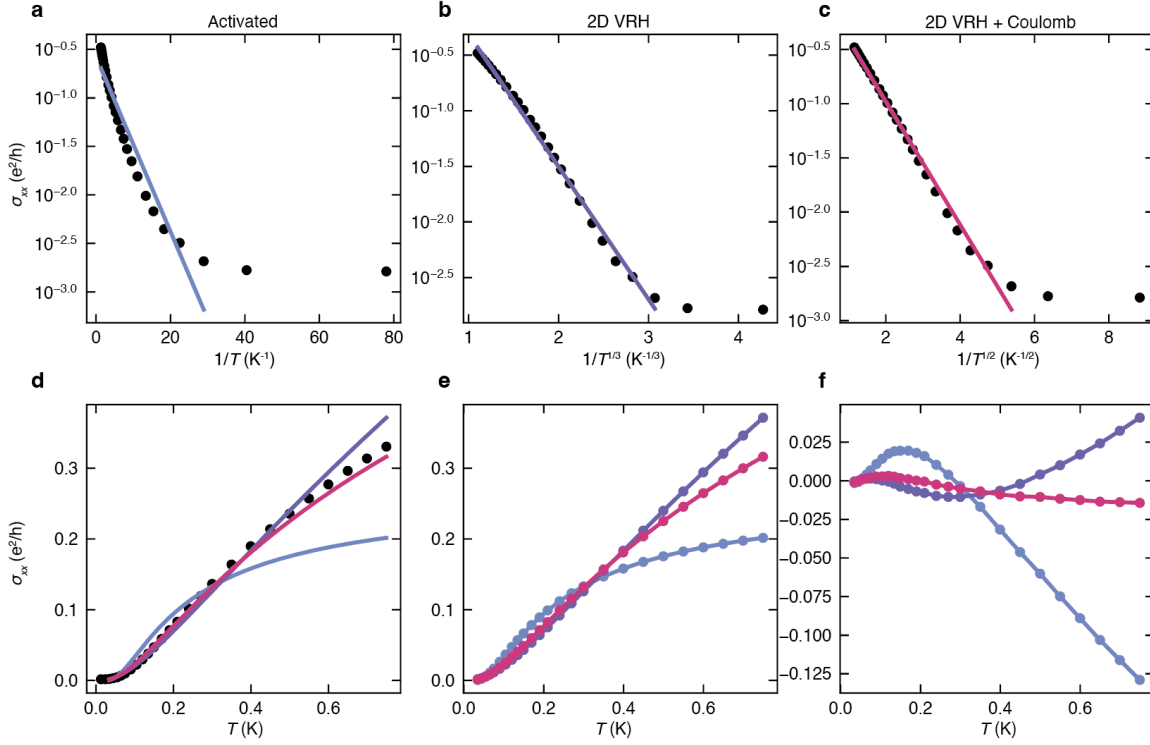 a
Activated
10^-0.5
10^-1.0
10^-1.5
10^-2.0
10^-2.5
10^-3.0
σxx (e²/h)
0 20 40 60 80
1/T (K⁻¹)
b
2D VRH
10^-0.5
10^-1.0
10^-1.5
10^-2.0
10^-2.5
1 2 3 4
1/T^1/3 (K^-1/3)
c
2D VRH + Coulomb
10^-0.5
10^-1.0
10^-1.5
10^-2.0
10^-2.5
10^-3.0
2 4 6 8
1/T^1/2 (K^-1/2)
d
0.3
0.2
0.1
0.0
σxx (e²/h)
0.0 0.2 0.4 0.6
T (K)
e
0.3
0.2
0.1
0.0
0.0 0.2 0.4 0.6
T (K)
f
0.025
0.000
−0.025
−0.050
−0.075
−0.100
−0.125
0.0 0.2 0.4 0.6
T (K)